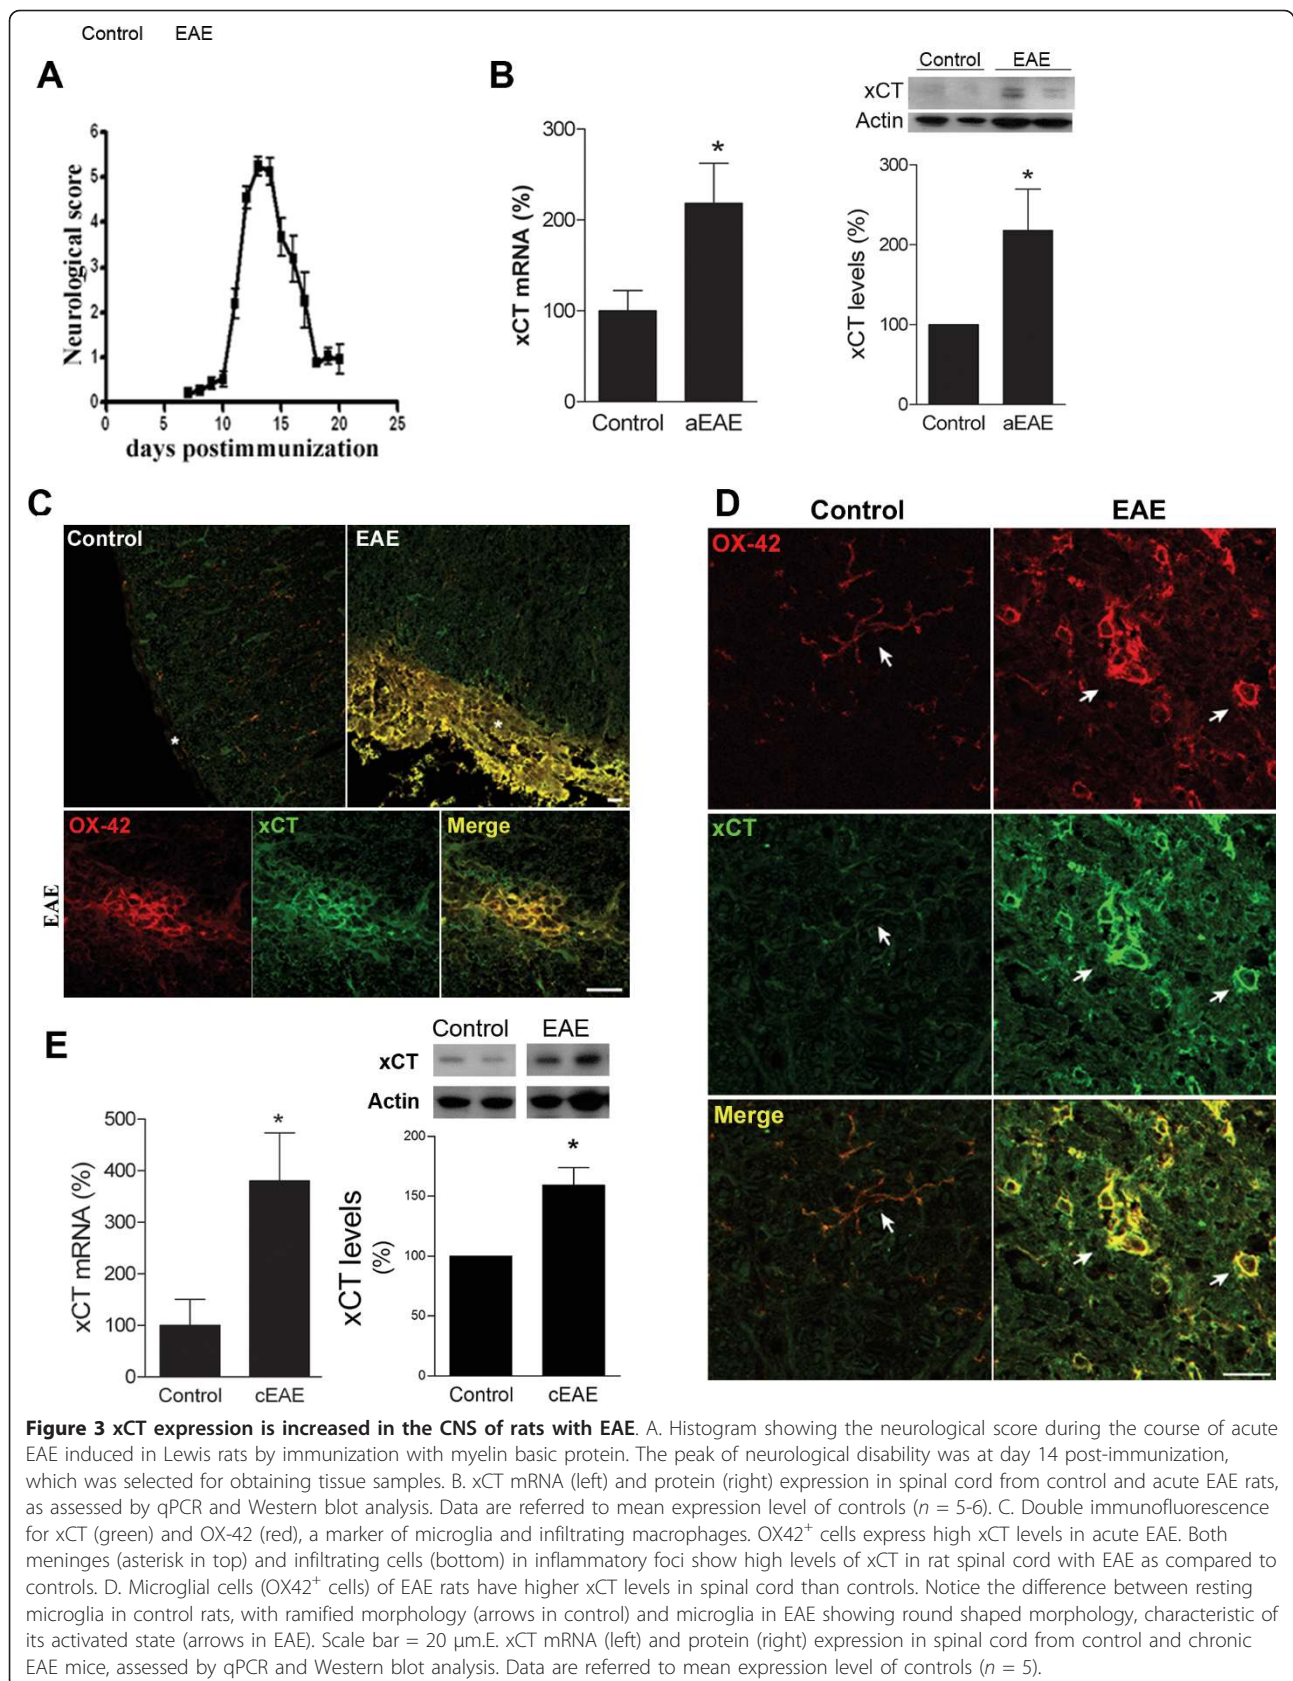 Control EAE
A
Neurological score
6
5
4
3
2
1
0
0 5 10 15 20 25
days postimmunization
B
xCT mRNA (%)
300
200
100
0
*
Control aEAE
Control EAE
xCT
Actin
xCT levels (%)
300
200
100
0
*
Control aEAE
C
Control
*
EAE
*
EAE
OX-42
xCT
Merge
D
Control EAE
OX-42
xCT
Merge
E
xCT mRNA (%)
500
400
300
200
100
0
*
Control cEAE
Control EAE
xCT
Actin
xCT levels
(%)
200
150
100
50
0
*
Control cEAE
Figure 3 xCT expression is increased in the CNS of rats with EAE. A. Histogram showing the neurological score during the course of acute
EAE induced in Lewis rats by immunization with myelin basic protein. The peak of neurological disability was at day 14 post-immunization,
which was selected for obtaining tissue samples. B. xCT mRNA (left) and protein (right) expression in spinal cord from control and acute EAE rats,
as assessed by qPCR and Western blot analysis. Data are referred to mean expression level of controls (n = 5-6). C. Double immunofluorescence
for xCT (green) and OX-42 (red), a marker of microglia and infiltrating macrophages. OX42⁺ cells express high xCT levels in acute EAE. Both
meninges (asterisk in top) and infiltrating cells (bottom) in inflammatory foci show high levels of xCT in rat spinal cord with EAE as compared to
controls. D. Microglial cells (OX42⁺ cells) of EAE rats have higher xCT levels in spinal cord than controls. Notice the difference between resting
microglia in control rats, with ramified morphology (arrows in control) and microglia in EAE showing round shaped morphology, characteristic of
its activated state (arrows in EAE). Scale bar = 20 μm.E. xCT mRNA (left) and protein (right) expression in spinal cord from control and chronic
EAE mice, assessed by qPCR and Western blot analysis. Data are referred to mean expression level of controls (n = 5).